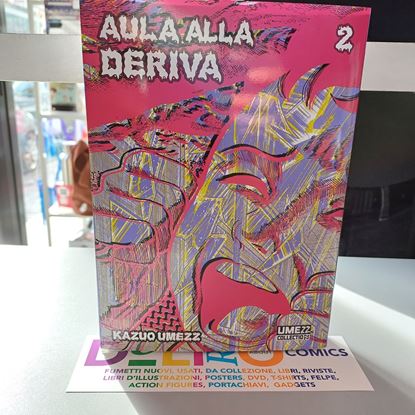 AULA ALLA
DERIVA
2
KAZUO UMEZZ
UMEZZ
COLLECTION
COMICS
FUMETTI NUOVI, USATI, DA COLLEZIONE, LIBRI, RIVISTE,
LIBRI D'ILLUSTRAZIONI, POSTERS, DVD, T-SHIRTS, FELPE,
ACTION FIGURES, PORTACHIAVI, GADGETS